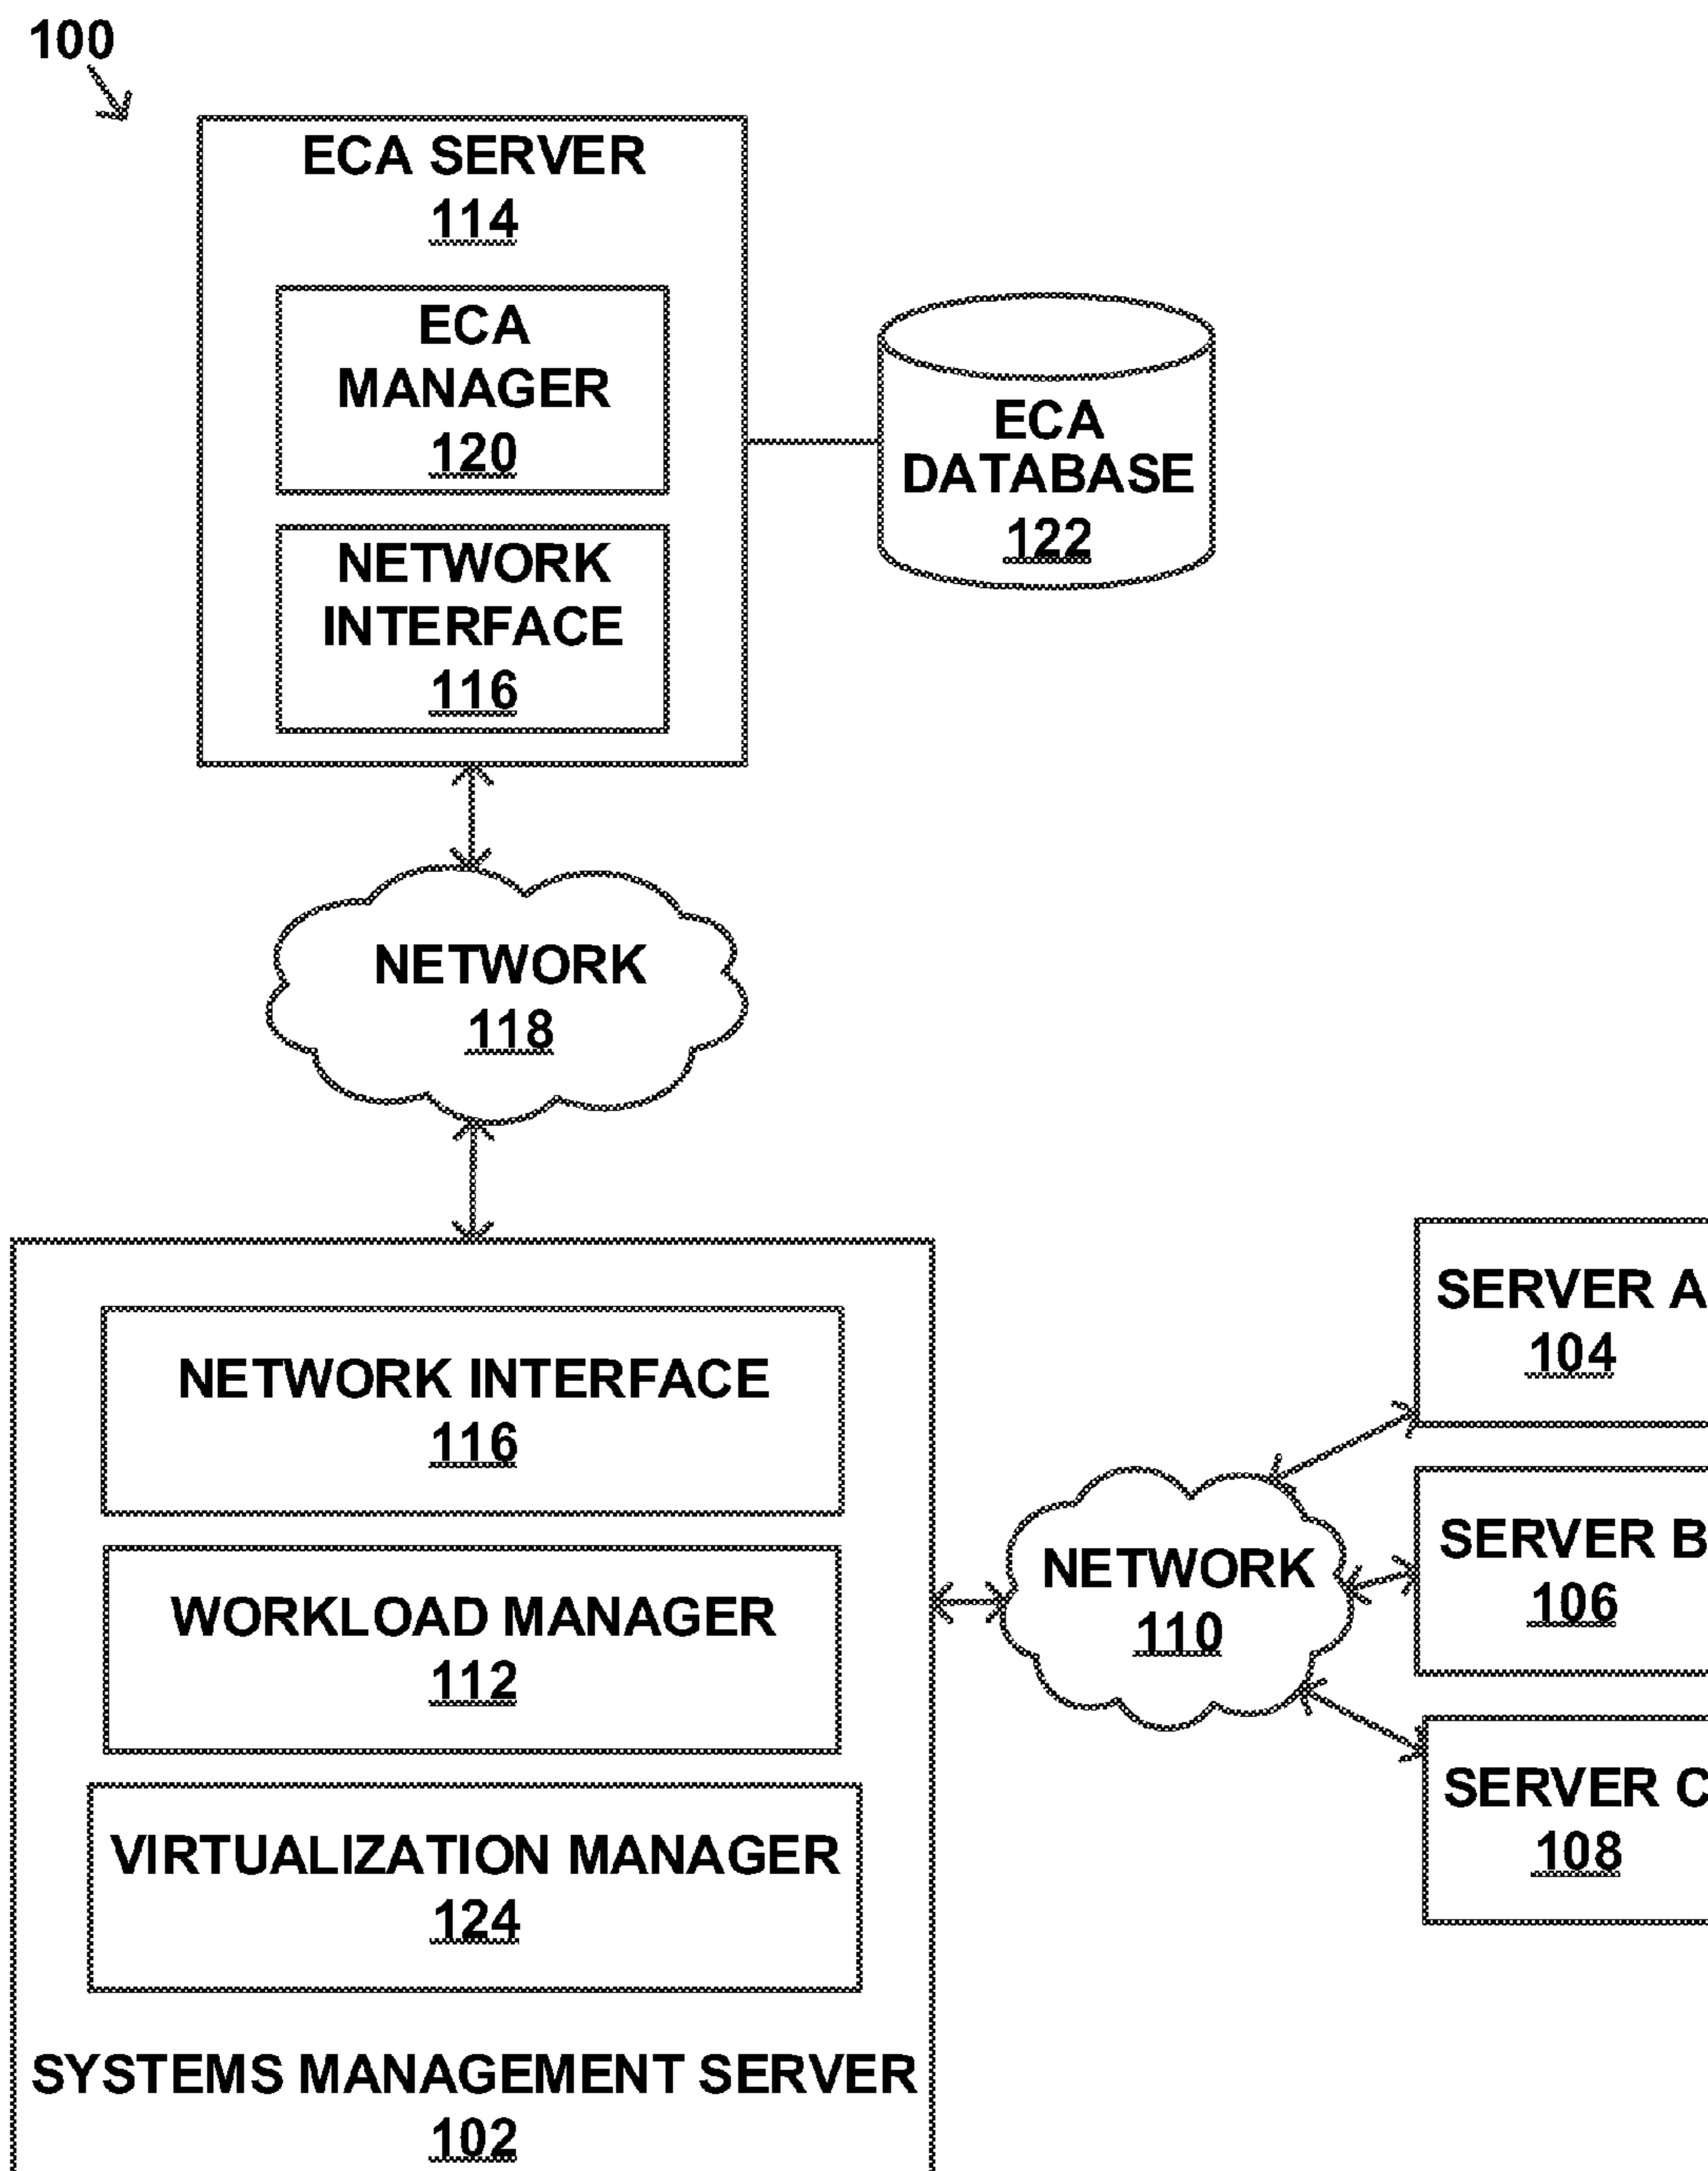 100
ECA SERVER
114
ECA
MANAGER
120
NETWORK
INTERFACE
116
ECA
DATABASE
122
NETWORK
118
NETWORK INTERFACE
116
WORKLOAD MANAGER
112
VIRTUALIZATION MANAGER
124
SYSTEMS MANAGEMENT SERVER
102
NETWORK
110
SERVER A
104
SERVER B
106
SERVER C
108